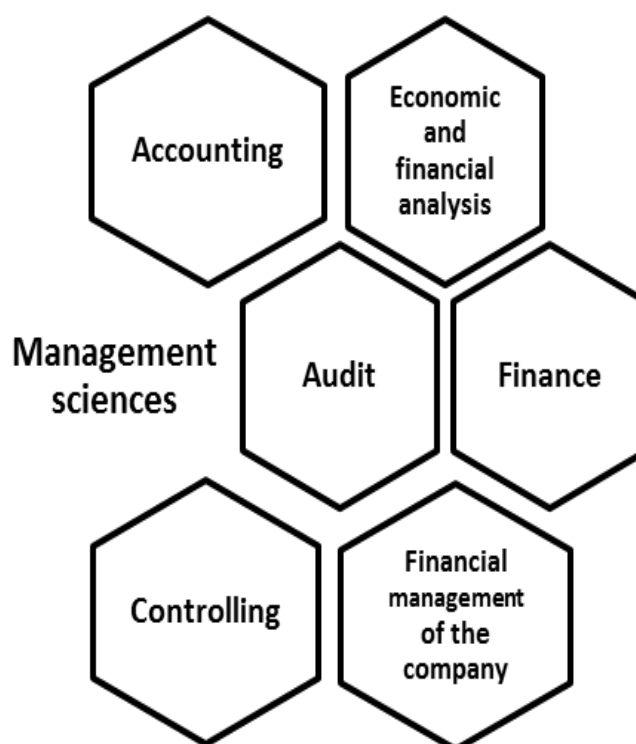 Accounting
Economic
and
financial
analysis
Management
sciences
Audit
Finance
Controlling
Financial
management
of the
company